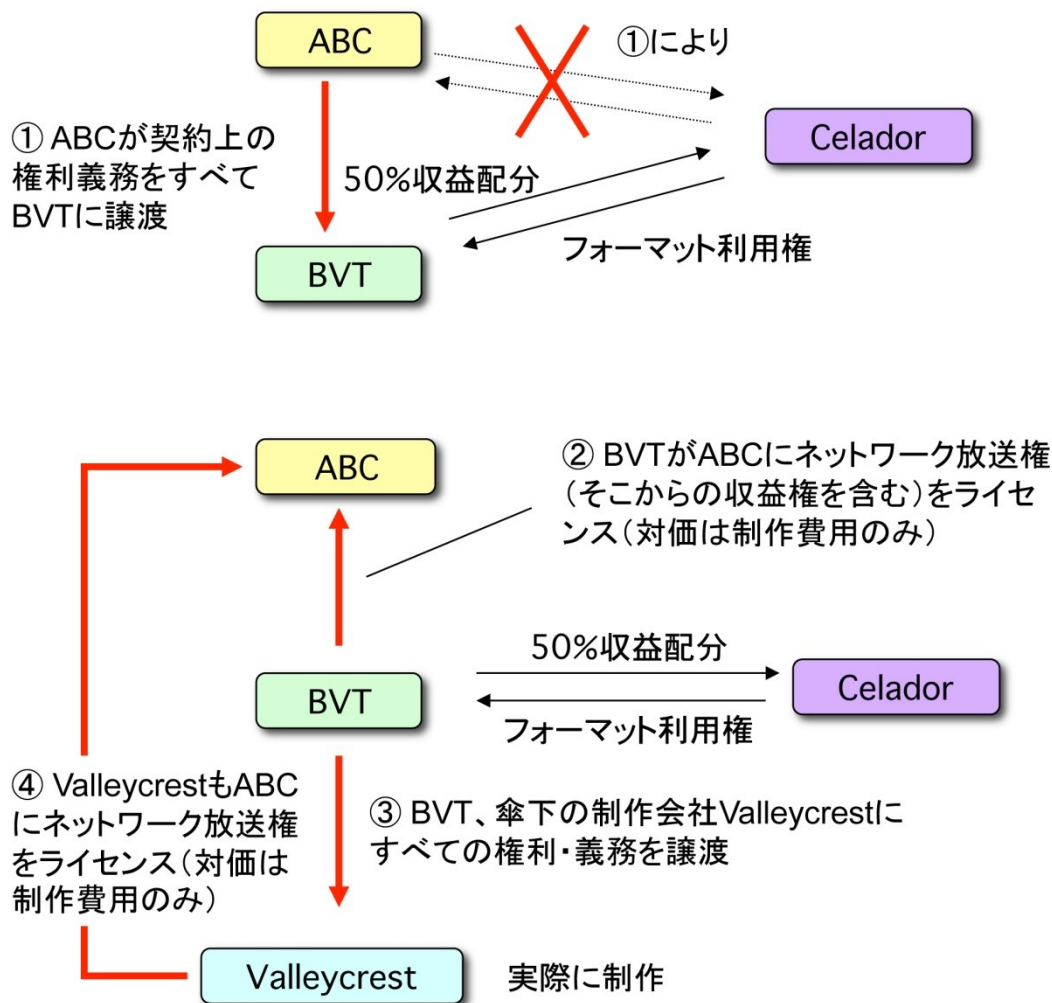 ABC
①により
① ABCが契約上の
権利義務をすべて
BVTに譲渡
Celador
50%収益配分
フォーマット利用権
BVT
ABC
② BVTがABCにネットワーク放送権
（そこからの収益権を含む）をライセ
ンス（対価は制作費用のみ）
50%収益配分
BVT
Celador
フォーマット利用権
④ ValleycrestもABC
にネットワーク放送権
をライセンス（対価は
制作費用のみ）
③ BVT、傘下の制作会社Valleycrestに
すべての権利・義務を譲渡
Valleycrest
実際に制作